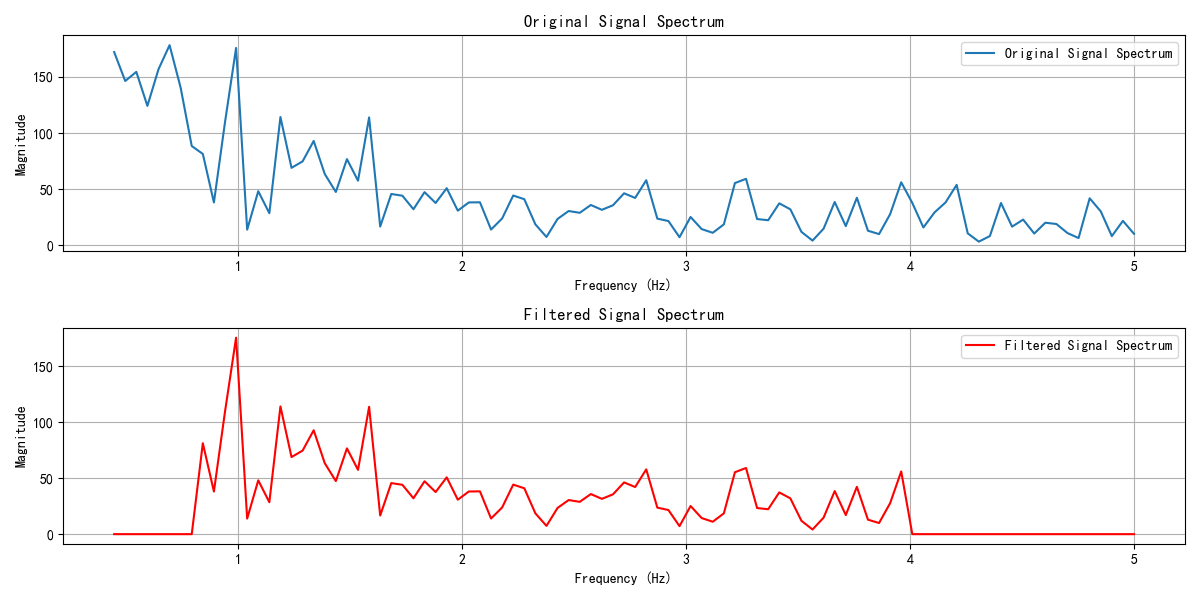 Original Signal Spectrum
Original Signal Spectrum
Magnitude
150
100
50
0
1 2 3 4 5
Frequency (Hz)
Filtered Signal Spectrum
Filtered Signal Spectrum
Magnitude
150
100
50
0
1 2 3 4 5
Frequency (Hz)